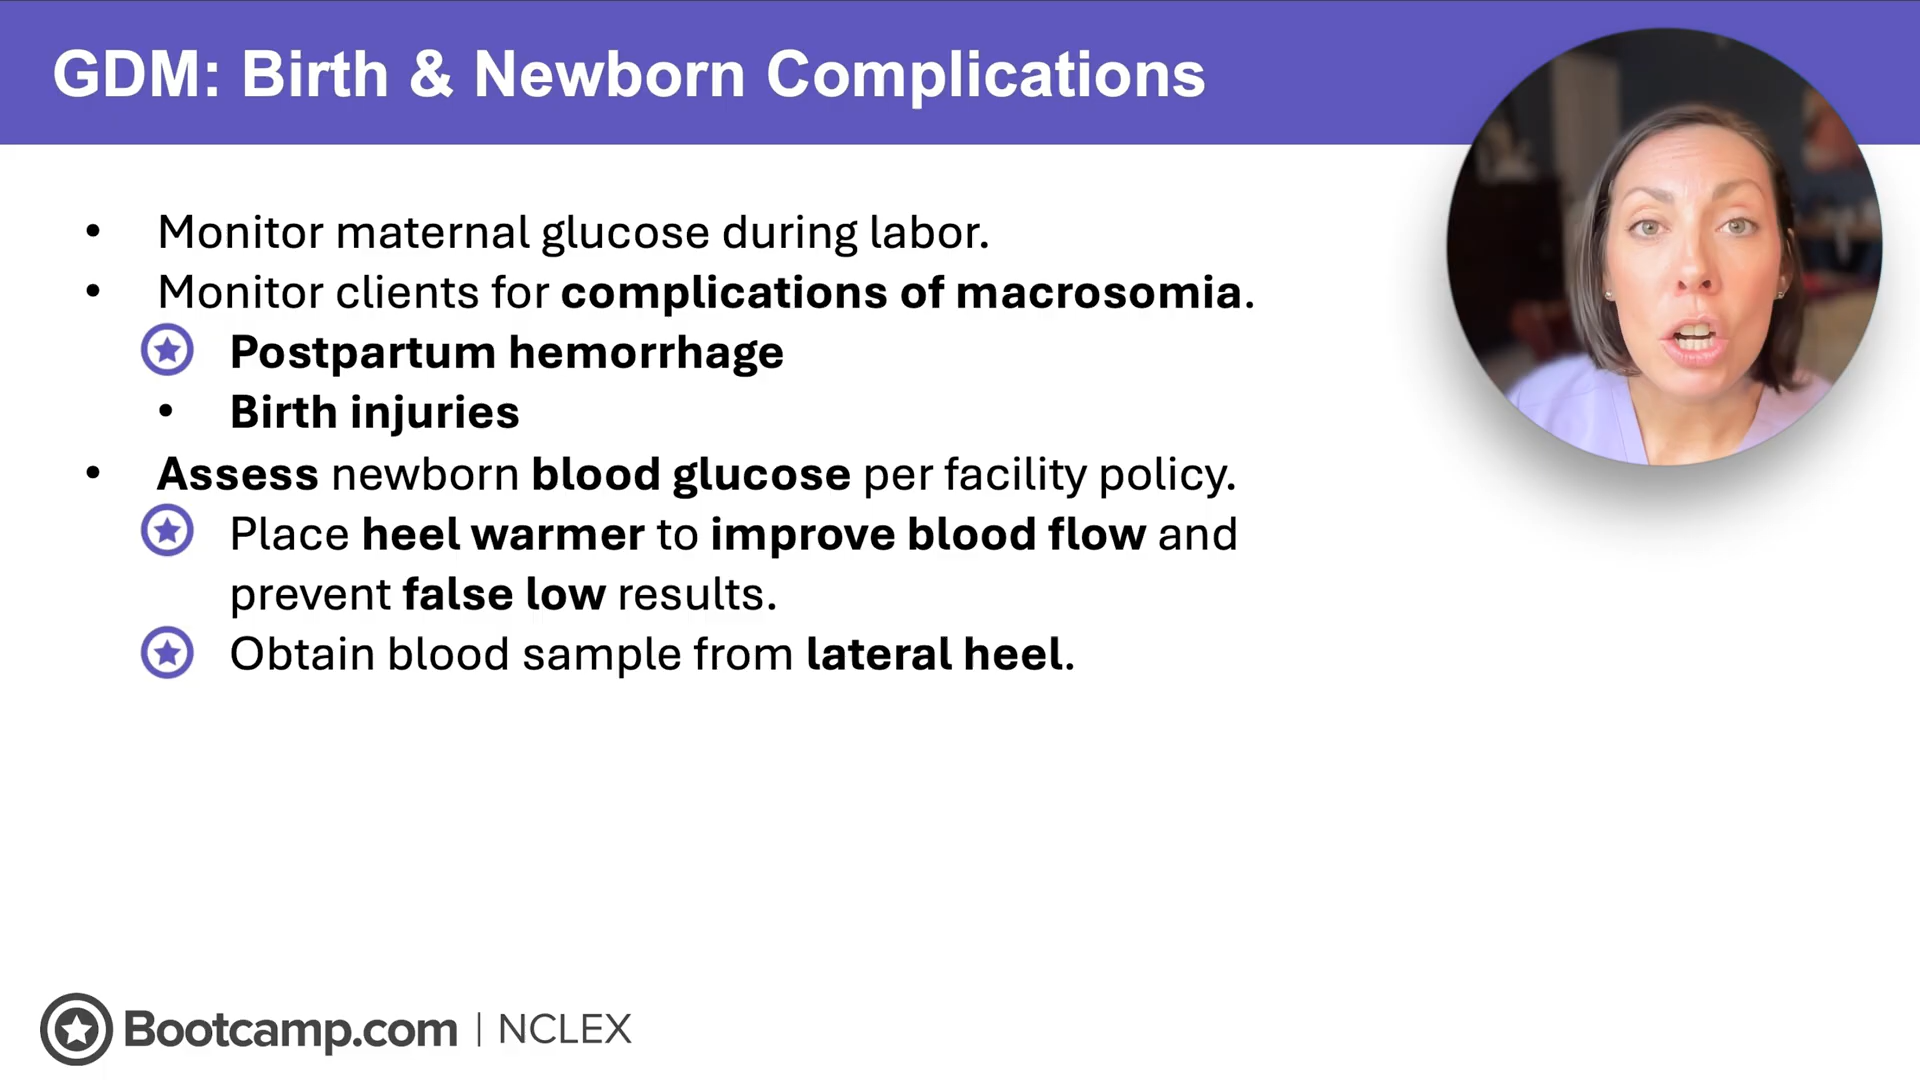 GDM: Birth & Newborn Complications
• Monitor maternal glucose during labor.
• Monitor clients for complications of macrosomia.
Postpartum hemorrhage
• Birth injuries
• Assess newborn blood glucose per facility policy.
Place heel warmer to improve blood flow and
prevent false low results.
Obtain blood sample from lateral heel.
Bootcamp.com | NCLEX